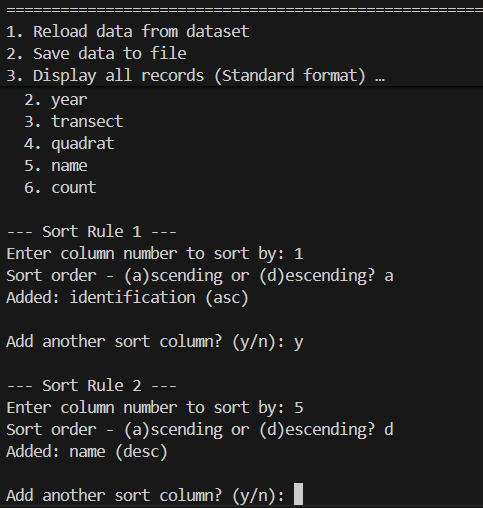 =====================================================
1. Reload data from dataset
2. Save data to file
3. Display all records (Standard format) …
2. year
3. transect
4. quadrat
5. name
6. count
--- Sort Rule 1 ---
Enter column number to sort by: 1
Sort order - (a)scending or (d)escending? a
Added: identification (asc)
Add another sort column? (y/n): y
--- Sort Rule 2 ---
Enter column number to sort by: 5
Sort order - (a)scending or (d)escending? d
Added: name (desc)
Add another sort column? (y/n):